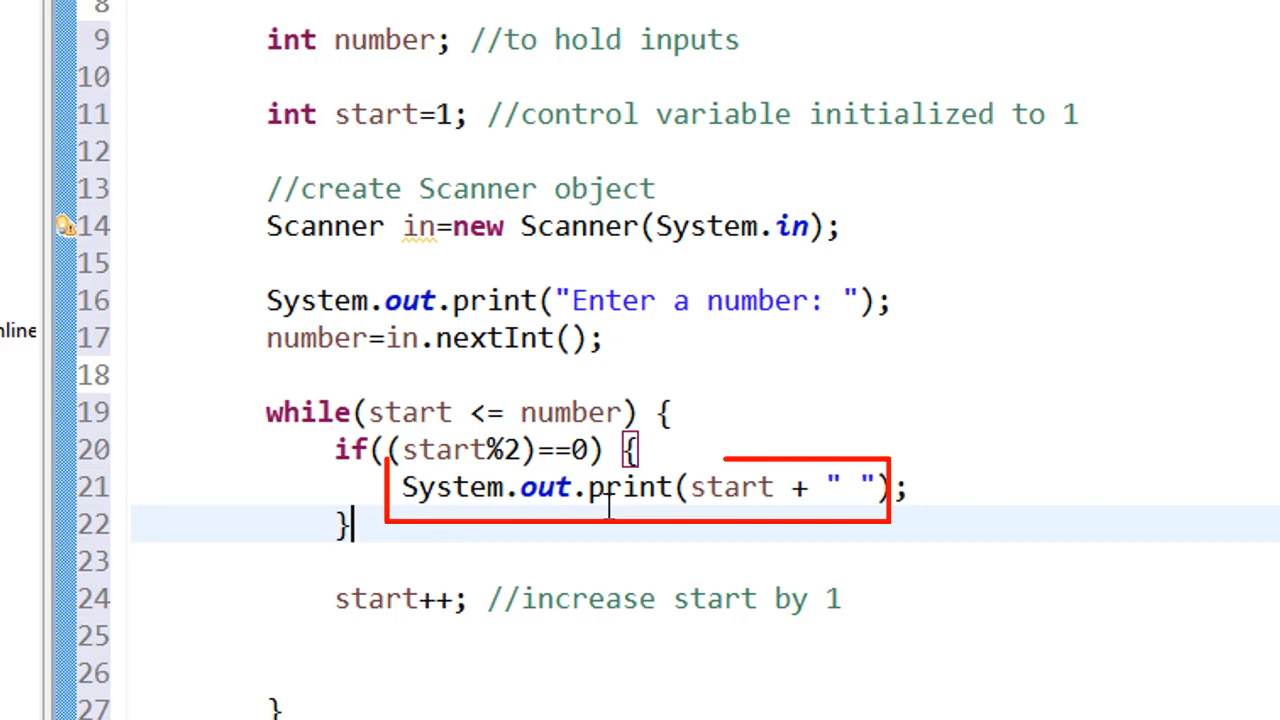 8
9 int number; //to hold inputs
10
11 int start=1; //control variable initialized to 1
12
13 //create Scanner object
14 Scanner in=new Scanner(System.in);
15
16 System.out.print("Enter a number: ");
nline
17 number=in.nextInt();
18
19 while(start <= number) {
20 if((start%2)==0) {
21 System.out.print(start + " ");
22 }
23
24 start++; //increase start by 1
25
26
27 }